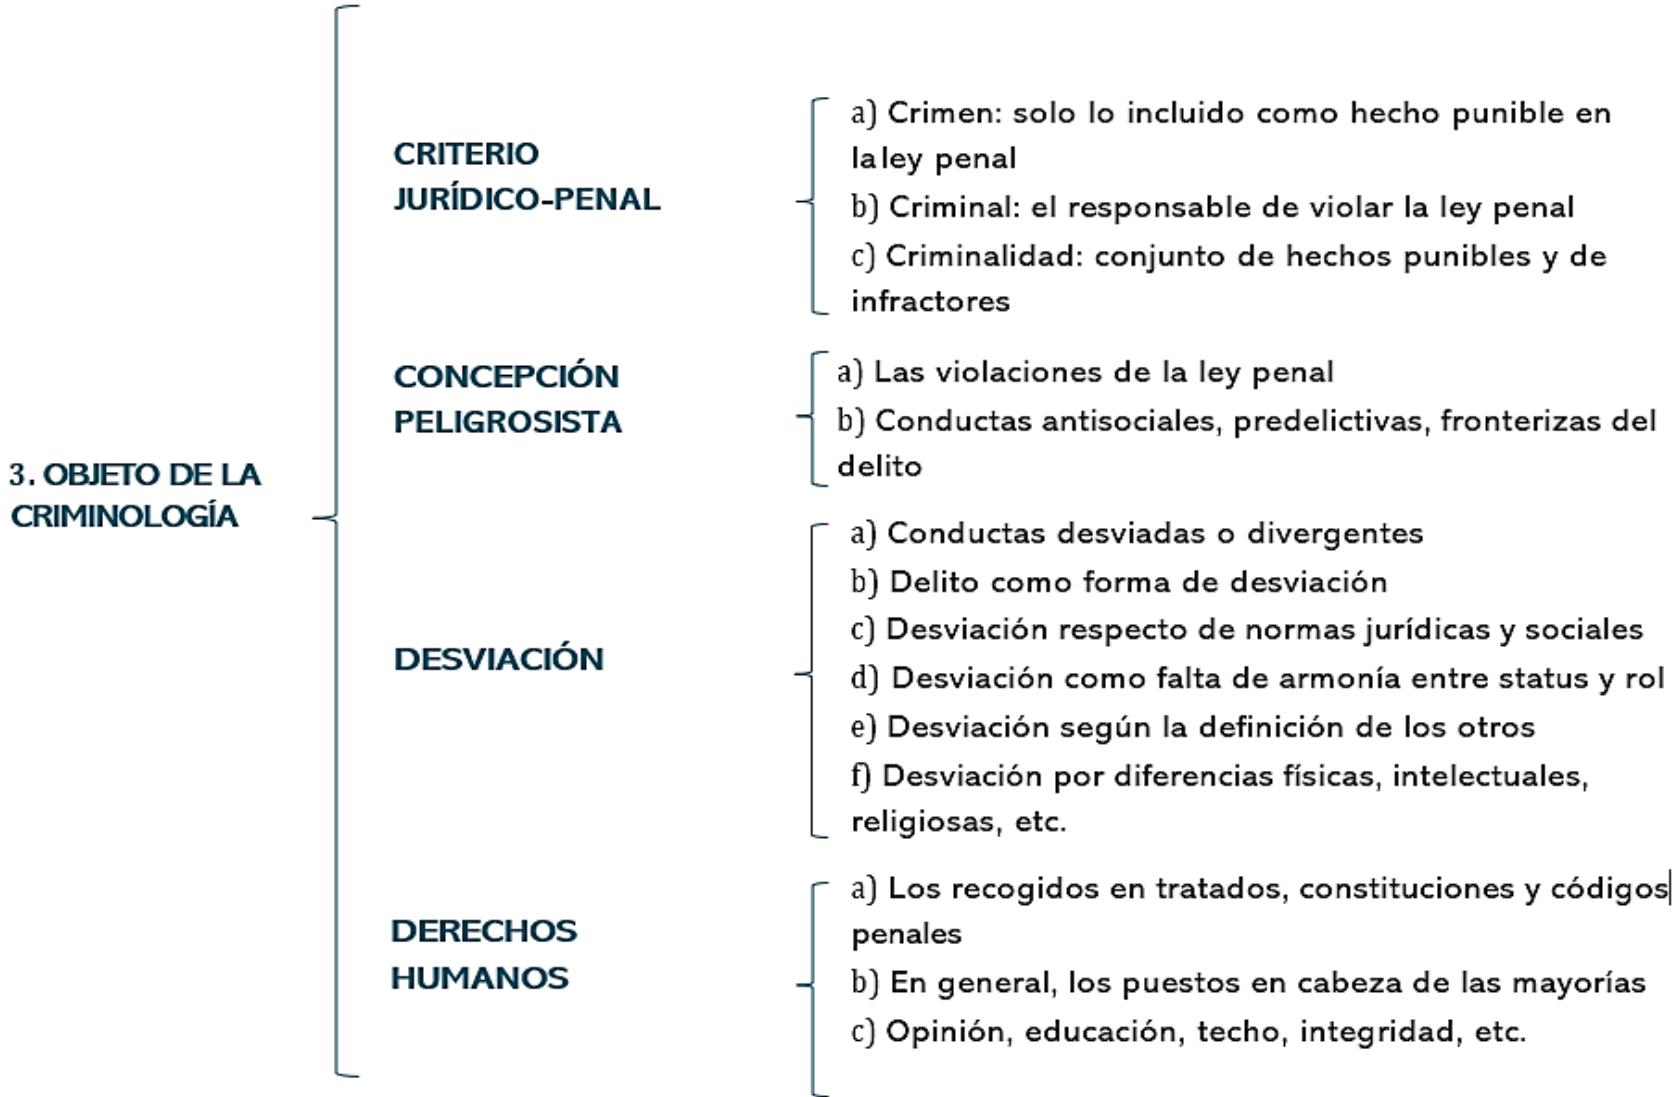 3. OBJETO DE LA
CRIMINOLOGÍA
CRITERIO
JURÍDICO-PENAL
a) Crimen: solo lo incluido como hecho punible en
la ley penal
b) Criminal: el responsable de violar la ley penal
c) Criminalidad: conjunto de hechos punibles y de
infractores
CONCEPCIÓN
PELIGROSISTA
a) Las violaciones de la ley penal
b) Conductas antisociales, predelictivas, fronterizas del
delito
DESVIACIÓN
a) Conductas desviadas o divergentes
b) Delito como forma de desviación
c) Desviación respecto de normas jurídicas y sociales
d) Desviación como falta de armonía entre status y rol
e) Desviación según la definición de los otros
f) Desviación por diferencias físicas, intelectuales,
religiosas, etc.
DERECHOS
HUMANOS
a) Los recogidos en tratados, constituciones y códigos
penales
b) En general, los puestos en cabeza de las mayorías
c) Opinión, educación, techo, integridad, etc.